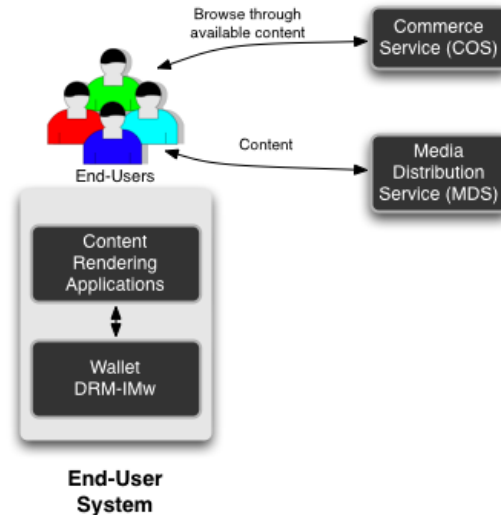 Browse through
available content
Commerce
Service (COS)
Content
Media
Distribution
Service (MDS)
End-Users
Content
Rendering
Applications
Wallet
DRM-IMw
End-User
System